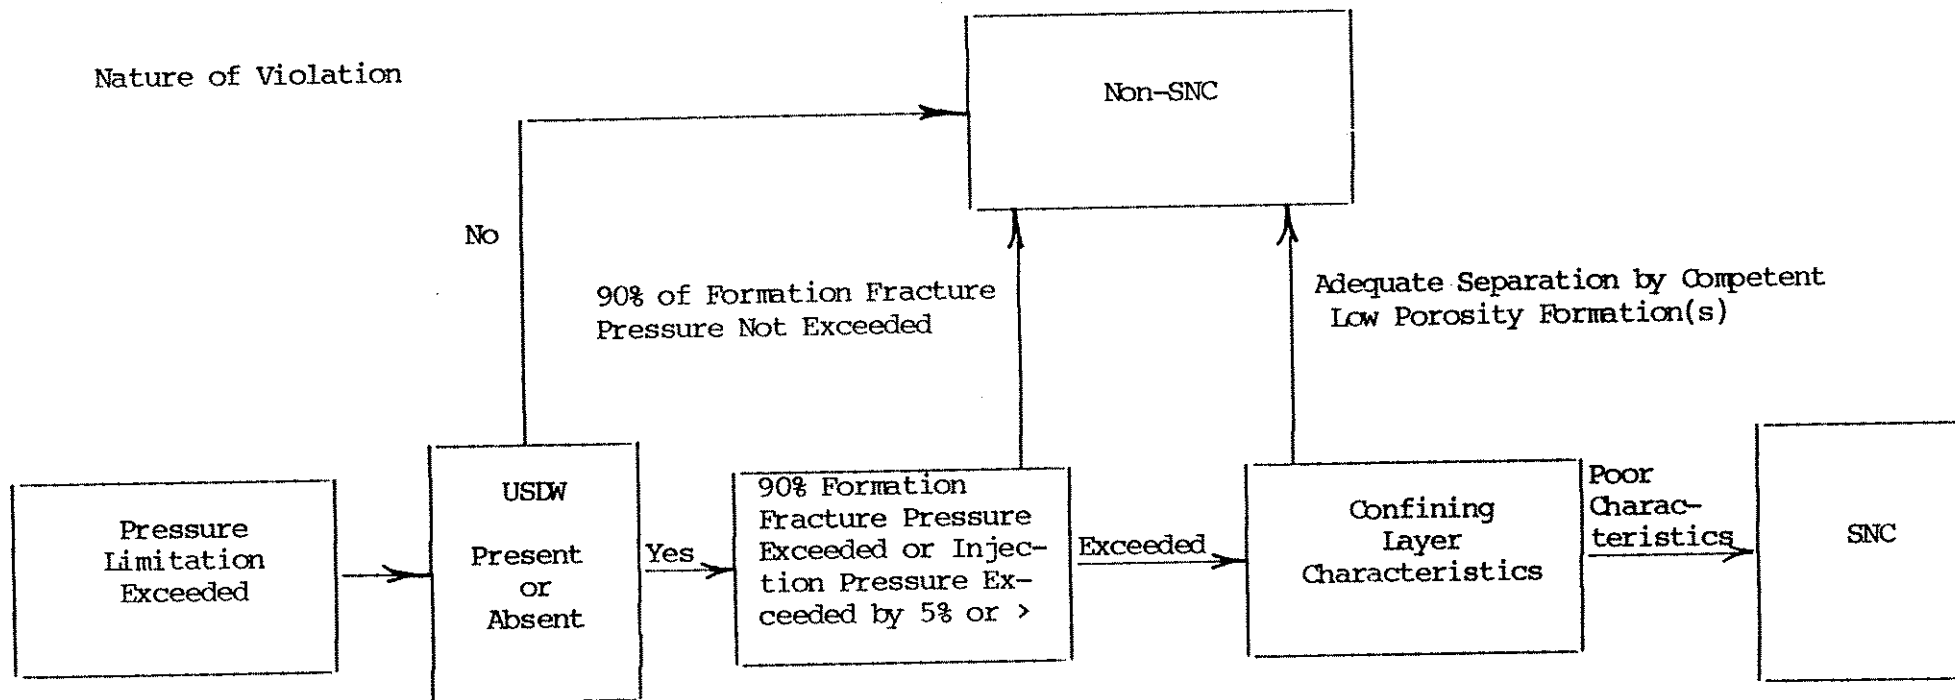 Nature of Violation
Non-SNC
No
90% of Formation Fracture
Pressure Not Exceeded
Adequate Separation by Competent
Low Porosity Formation(s)
Pressure
Limitation
Exceeded
USDW
Present
or
Absent
Yes
90% Formation
Fracture Pressure
Exceeded or Injec-
tion Pressure Ex-
ceeded by 5% or >
Exceeded
Confining
Layer
Characteristics
Poor
Charac-
teristics
SNC